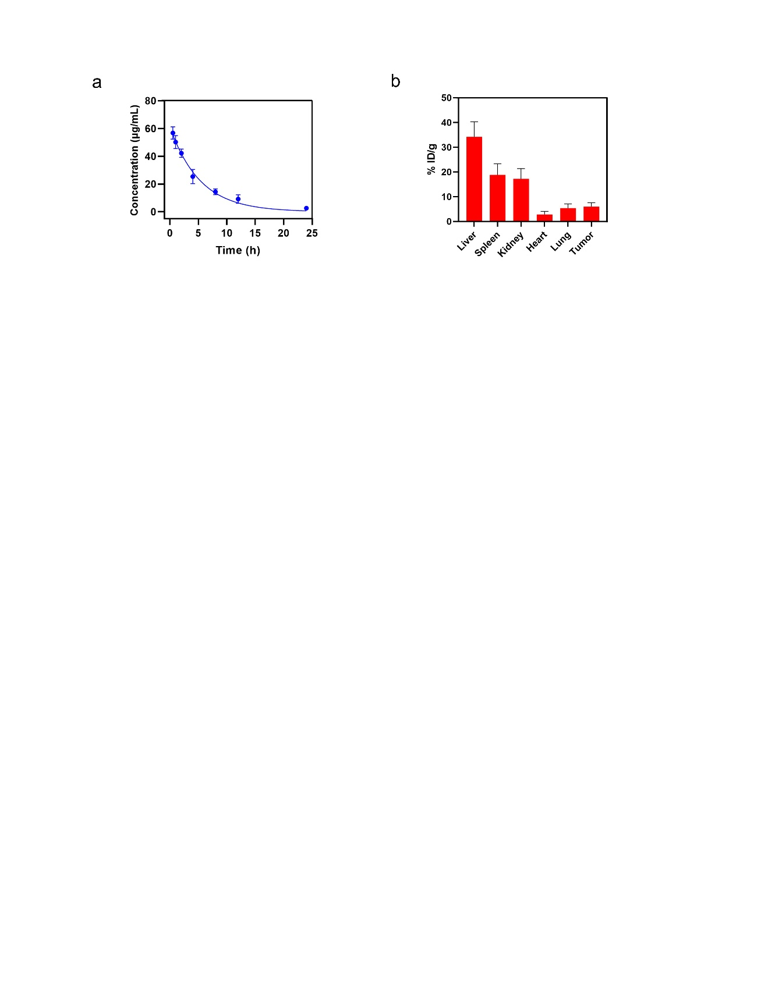 a
80
60
40
20
0
Concentration (µg/mL)
0 5 10 15 20 25
Time (h)
b
50
40
30
20
10
0
% ID/g
Liver
Spleen
Kidney
Heart
Lung
Tumor